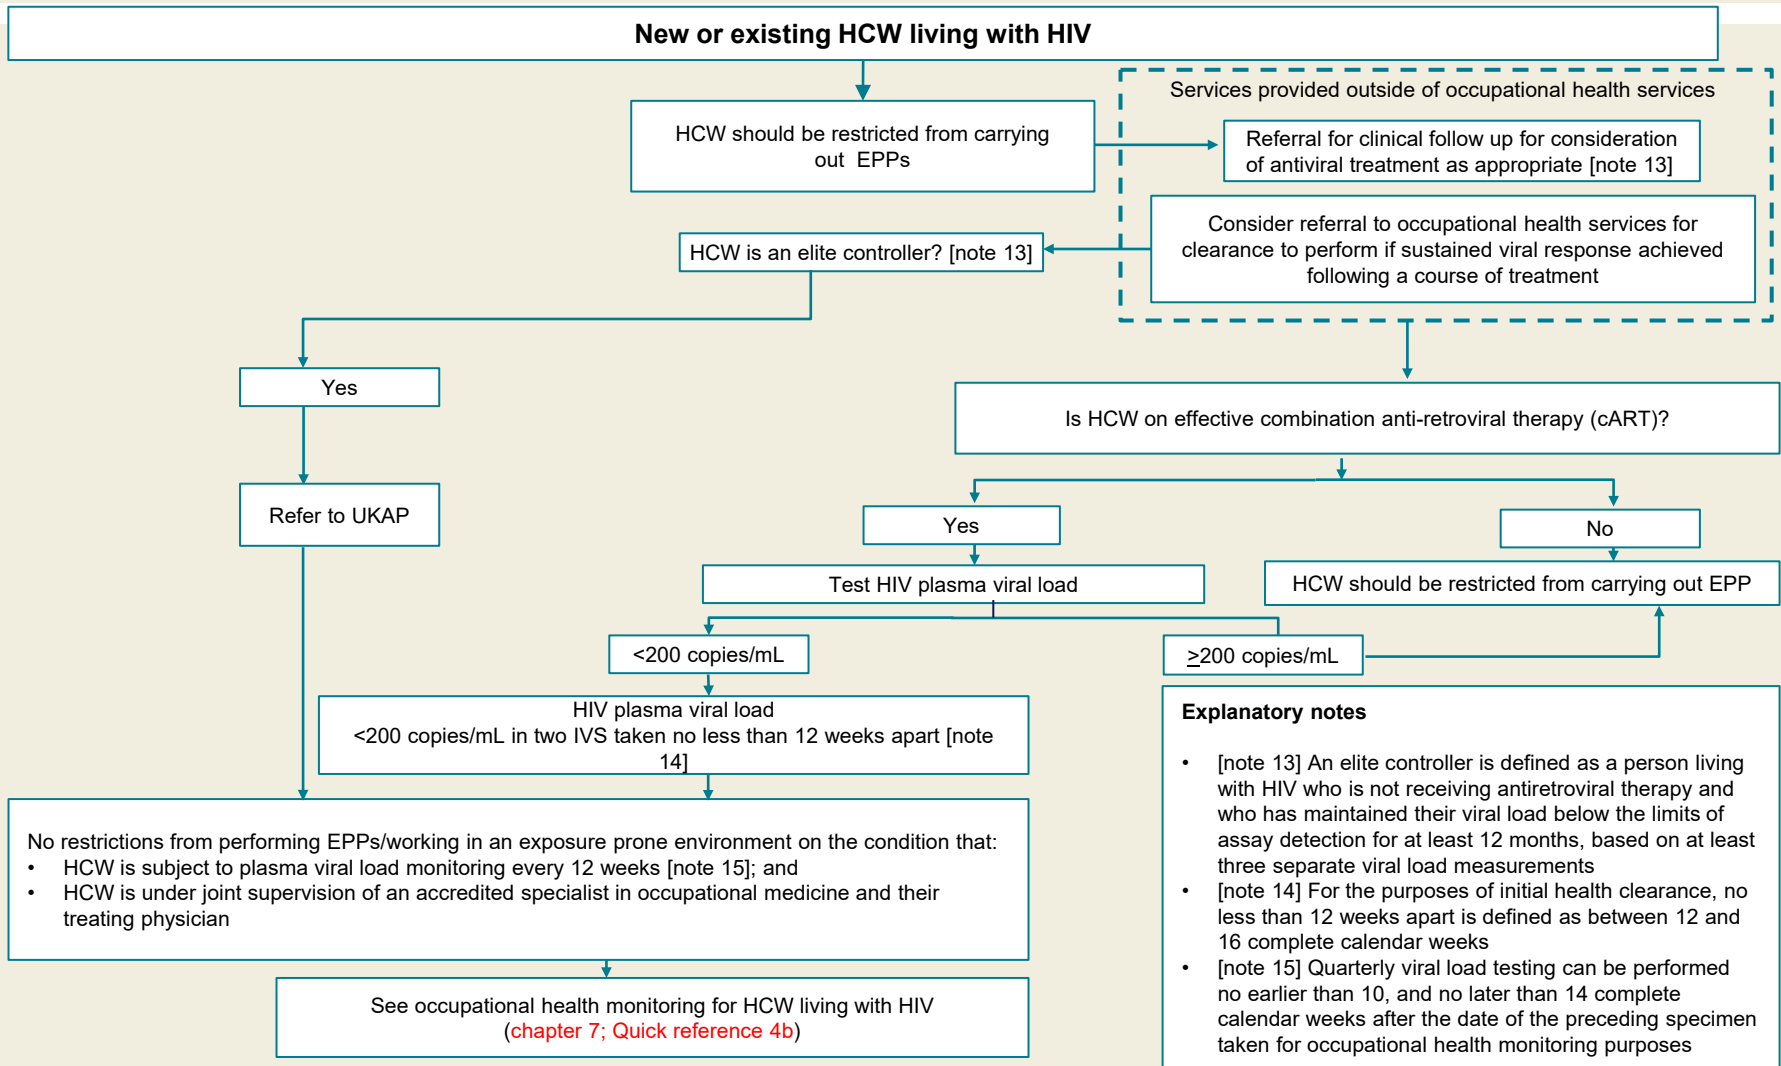 New or existing HCW living with HIV
Services provided outside of occupational health services
HCW should be restricted from carrying
out EPPs
Referral for clinical follow up for consideration
of antiviral treatment as appropriate [note 13]
Consider referral to occupational health services for
clearance to perform if sustained viral response achieved
following a course of treatment
HCW is an elite controller? [note 13]
Yes
Refer to UKAP
Is HCW on effective combination anti-retroviral therapy (cART)?
Yes
No
Test HIV plasma viral load
HCW should be restricted from carrying out EPP
<200 copies/mL
≥200 copies/mL
HIV plasma viral load
<200 copies/mL in two IVS taken no less than 12 weeks apart [note
14]
No restrictions from performing EPPs/working in an exposure prone environment on the condition that:
• HCW is subject to plasma viral load monitoring every 12 weeks [note 15]; and
• HCW is under joint supervision of an accredited specialist in occupational medicine and their
treating physician
See occupational health monitoring for HCW living with HIV
(chapter 7; Quick reference 4b)
Explanatory notes
• [note 13] An elite controller is defined as a person living
with HIV who is not receiving antiretroviral therapy and
who has maintained their viral load below the limits of
assay detection for at least 12 months, based on at least
three separate viral load measurements
• [note 14] For the purposes of initial health clearance, no
less than 12 weeks apart is defined as between 12 and
16 complete calendar weeks
• [note 15] Quarterly viral load testing can be performed
no earlier than 10, and no later than 14 complete
calendar weeks after the date of the preceding specimen
taken for occupational health monitoring purposes